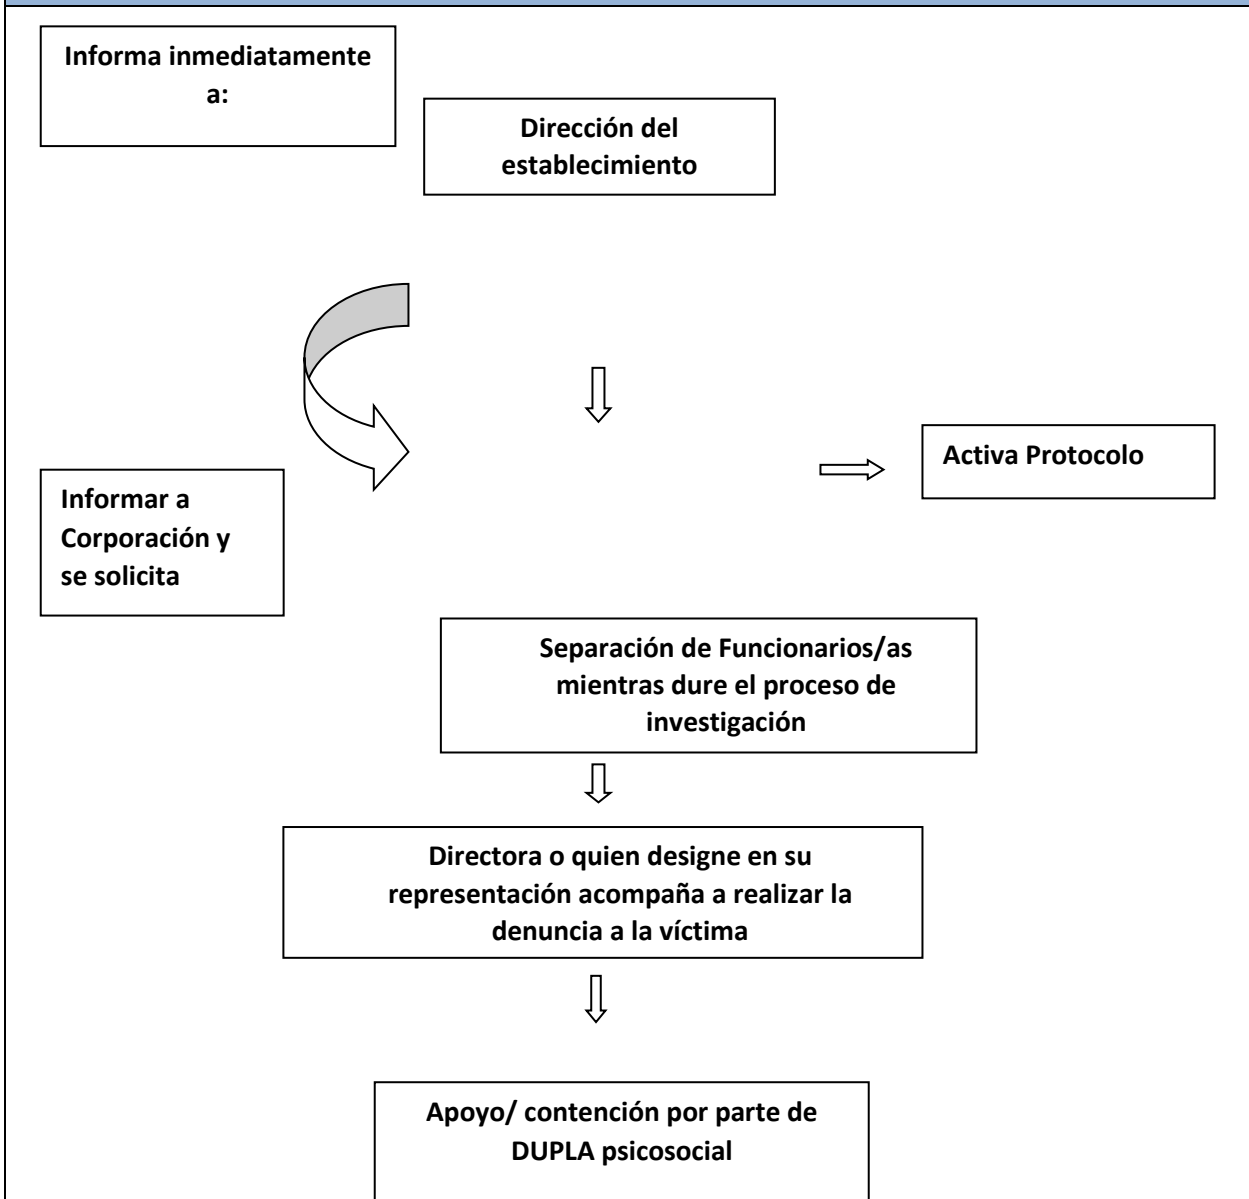 Informa inmediatamente
a:
Dirección del
establecimiento
Activa Protocolo
Informar a
Corporación y
se solicita
Separación de Funcionarios/as
mientras dure el proceso de
investigación
Directora o quien designe en su
representación acompaña a realizar la
denuncia a la víctima
Apoyo/ contención por parte de
DUPLA psicosocial